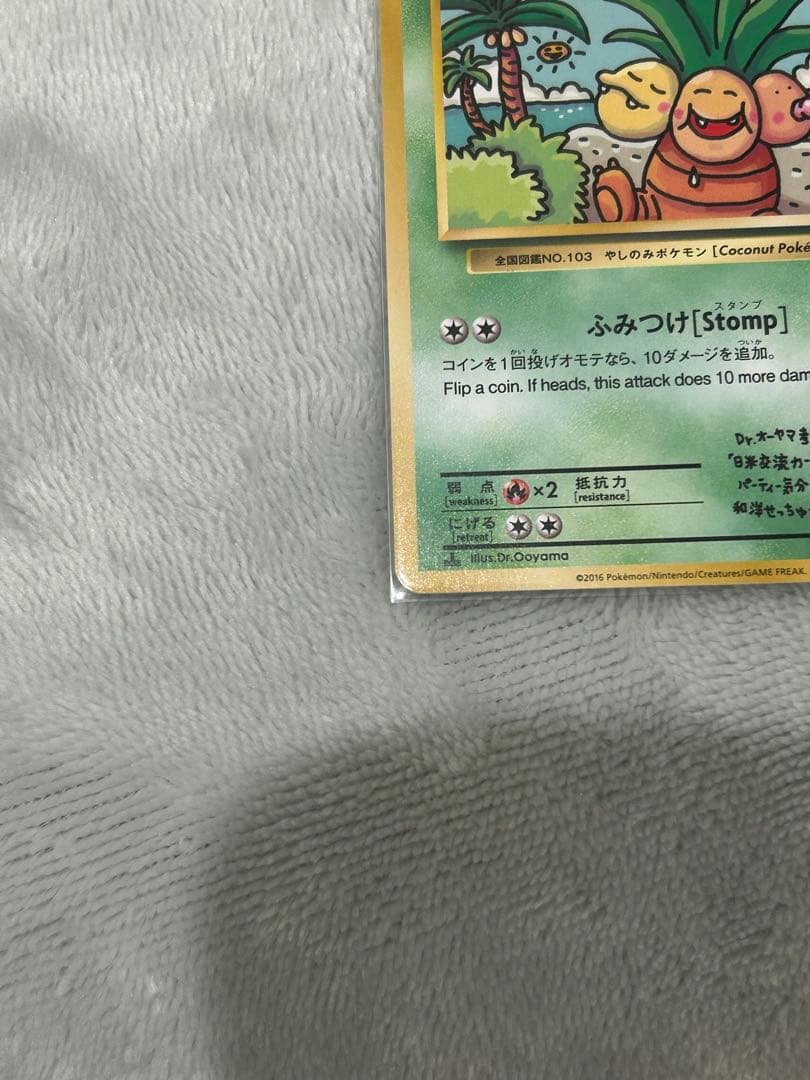 全国図鑑NO.103 やしのみポケモン [Coconut Poké
スタンプ
ふみつけ[Stomp]
かい な ついか
コインを1回投げオモテなら、10ダメージを追加。
Flip a coin. If heads, this attack does 10 more dam
Dr.オーヤマ考
「日米交流カー
パーティー気分
和洋せっちゅ
弱点 ×2 抵抗力
[weakness] [resistance]
にげる
[retreat]
Illus.Dr.Ooyama
©2016 Pokémon/Nintendo/Creatures/GAME FREAK.